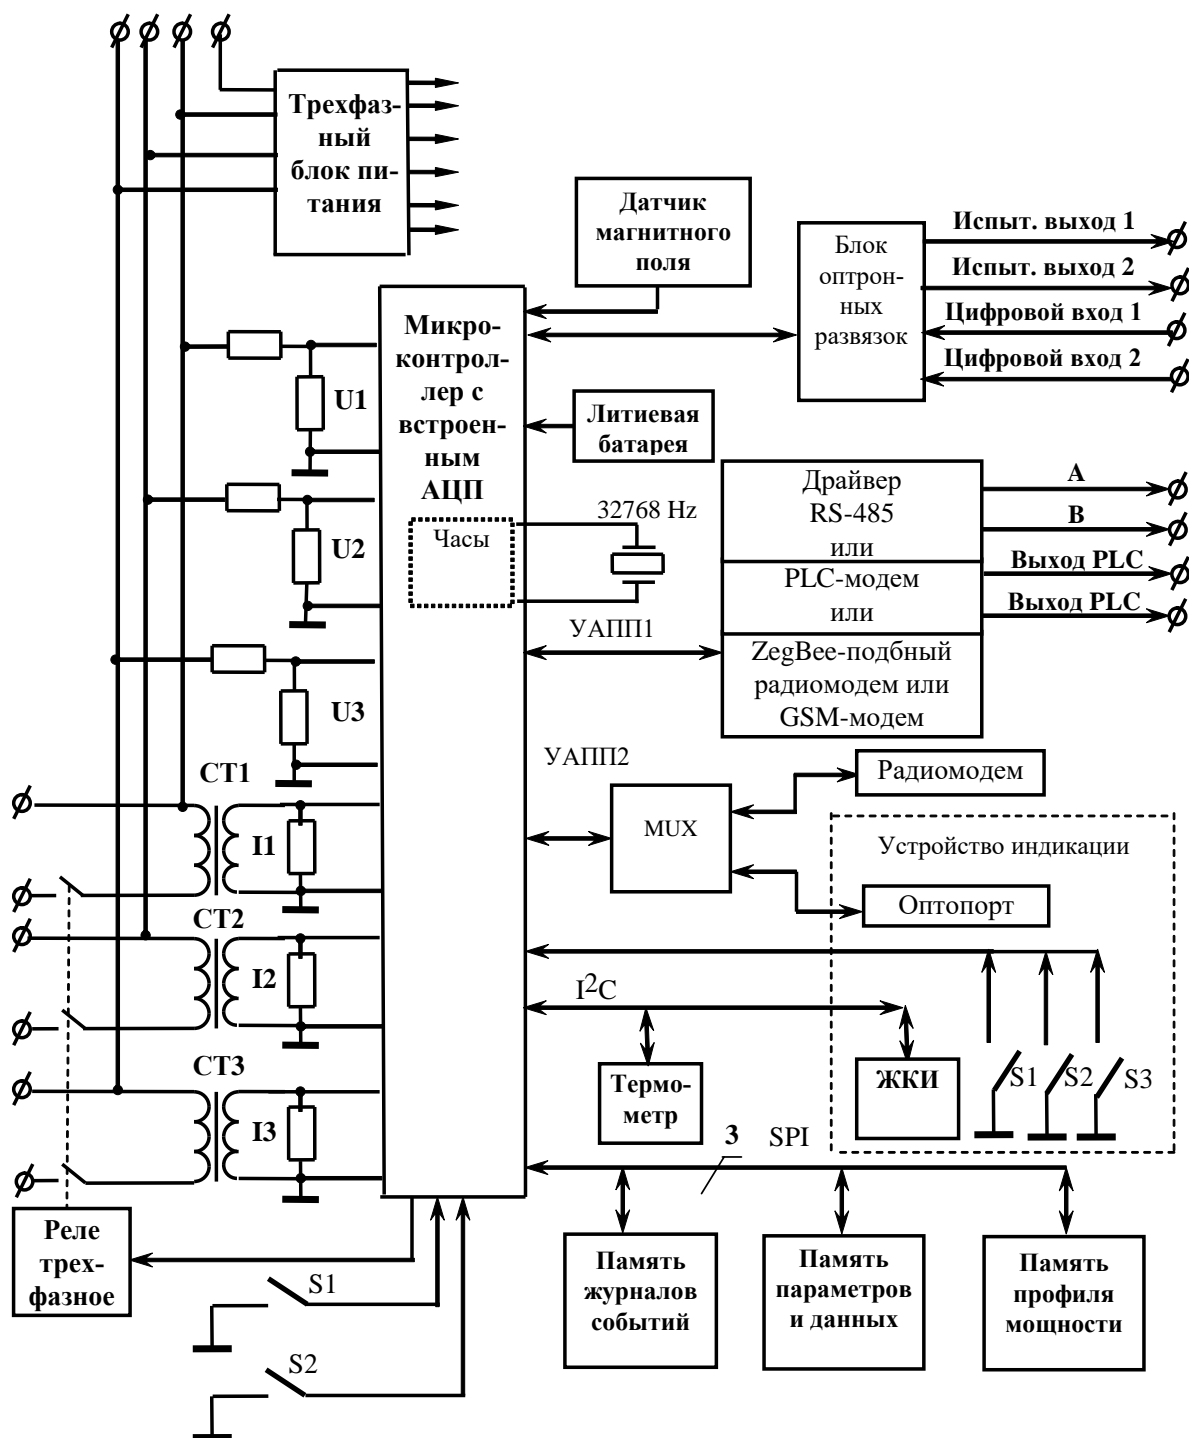 Трехфаз-
ный
блок пи-
тания
Датчик
магнитного
поля
Блок
оптрон-
ных
развязок
Испыт. выход 1
Испыт. выход 2
Цифровой вход 1
Цифровой вход 2
Микро-
контрол-
лер с
встроен-
ным
АЦП
U1
Литиевая
батарея
Часы
32768 Hz
U2
Драйвер
RS-485
или
PLC-модем
или
ZegBee-подбный
радиомодем или
GSM-модем
A
B
Выход PLC
Выход PLC
УАПП1
U3
УАПП2
CT1
I1
MUX
Радиомодем
Устройство индикации
Оптопорт
CT2
I2
I2C
CT3
I3
Термо-
метр
ЖКИ
S1
S2
S3
3
SPI
Реле
трех-
фазное
S1
S2
Память
журналов
событий
Память
параметров
и данных
Память
профиля
мощности